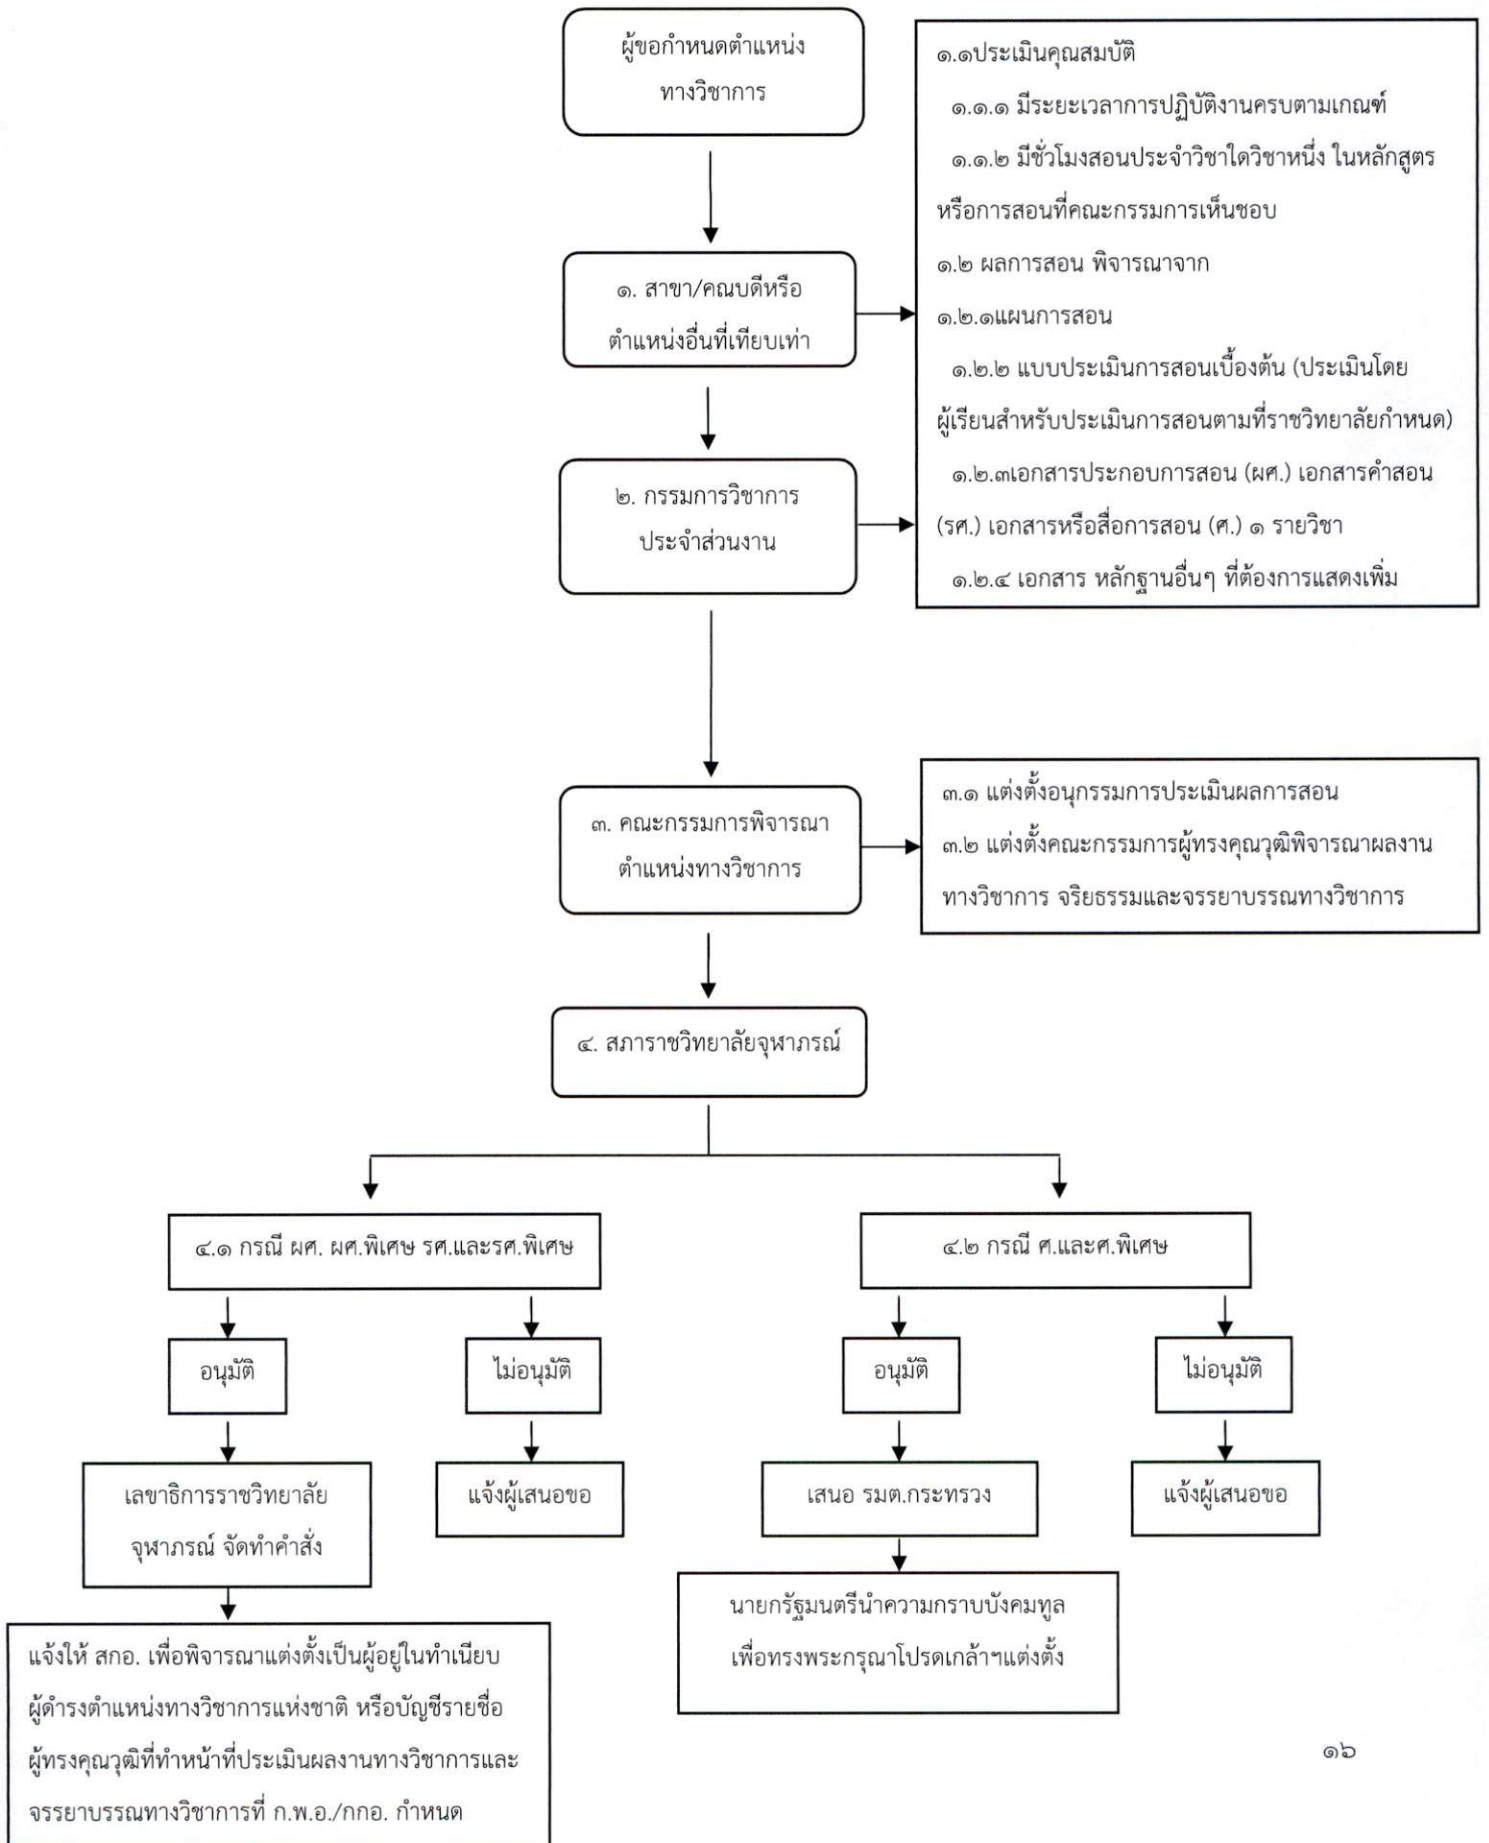 ผู้ขอกำหนดตำแหน่ง
ทางวิชาการ
๑.๑ประเมินคุณสมบัติ
๑.๑.๑ มีระยะเวลาการปฏิบัติงานครบตามเกณฑ์
๑.๑.๒ มีชั่วโมงสอนประจำวิชาใดวิชาหนึ่ง ในหลักสูตร
หรือการสอนที่คณะกรรมการเห็นชอบ
๑.๒ ผลการสอน พิจารณาจาก
๑.๒.๑แผนการสอน
๑.๒.๒ แบบประเมินการสอนเบื้องต้น (ประเมินโดย
ผู้เรียนสำหรับประเมินการสอนตามที่ราชวิทยาลัยกำหนด)
๑.๒.๓เอกสารประกอบการสอน (ผศ.) เอกสารคำสอน
(รศ.) เอกสารหรือสื่อการสอน (ศ.) ๑ รายวิชา
๑.๒.๔ เอกสาร หลักฐานอื่นๆ ที่ต้องการแสดงเพิ่ม
๑. สาขา/คณบดีหรือ
ตำแหน่งอื่นที่เทียบเท่า
๒. กรรมการวิชาการ
ประจำส่วนงาน
๓. คณะกรรมการพิจารณา
ตำแหน่งทางวิชาการ
๓.๑ แต่งตั้งอนุกรรมการประเมินผลการสอน
๓.๒ แต่งตั้งคณะกรรมการผู้ทรงคุณวุฒิพิจารณาผลงาน
ทางวิชาการ จริยธรรมและจรรยาบรรณทางวิชาการ
๔. สภาราชวิทยาลัยจุฬาภรณ์
๔.๑ กรณี ผศ. ผศ.พิเศษ รศ.และรศ.พิเศษ
๔.๒ กรณี ศ.และศ.พิเศษ
อนุมัติ
ไม่อนุมัติ
อนุมัติ
ไม่อนุมัติ
เลขาธิการราชวิทยาลัย
จุฬาภรณ์ จัดทำคำสั่ง
แจ้งผู้เสนอขอ
เสนอ รมต.กระทรวง
แจ้งผู้เสนอขอ
นายกรัฐมนตรีนำความกราบบังคมทูล
เพื่อทรงพระกรุณาโปรดเกล้าฯแต่งตั้ง
แจ้งให้ สกอ. เพื่อพิจารณาแต่งตั้งเป็นผู้อยู่ในทำเนียบ
ผู้ดำรงตำแหน่งทางวิชาการแห่งชาติ หรือบัญชีรายชื่อ
ผู้ทรงคุณวุฒิที่ทำหน้าที่ประเมินผลงานทางวิชาการและ
จรรยาบรรณทางวิชาการที่ ก.พ.อ./กกอ. กำหนด
๑๖